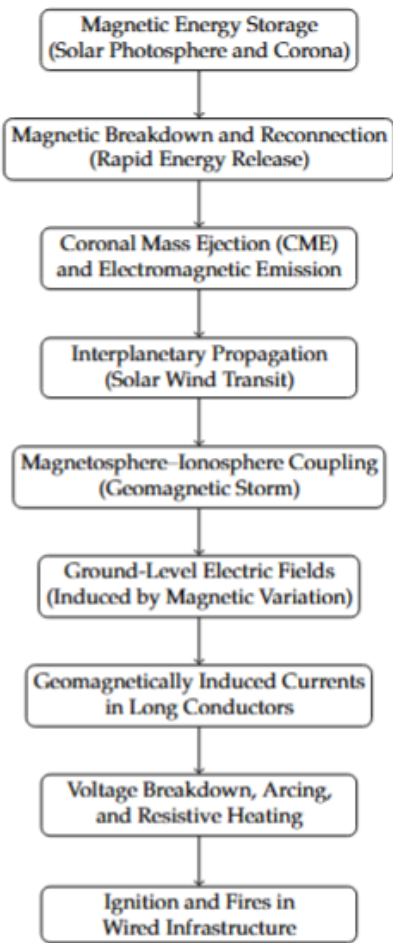 Magnetic Energy Storage
(Solar Photosphere and Corona)
Magnetic Breakdown and Reconnection
(Rapid Energy Release)
Coronal Mass Ejection (CME)
and Electromagnetic Emission
Interplanetary Propagation
(Solar Wind Transit)
Magnetosphere–Ionosphere Coupling
(Geomagnetic Storm)
Ground-Level Electric Fields
(Induced by Magnetic Variation)
Geomagnetically Induced Currents
in Long Conductors
Voltage Breakdown, Arcing,
and Resistive Heating
Ignition and Fires in
Wired Infrastructure